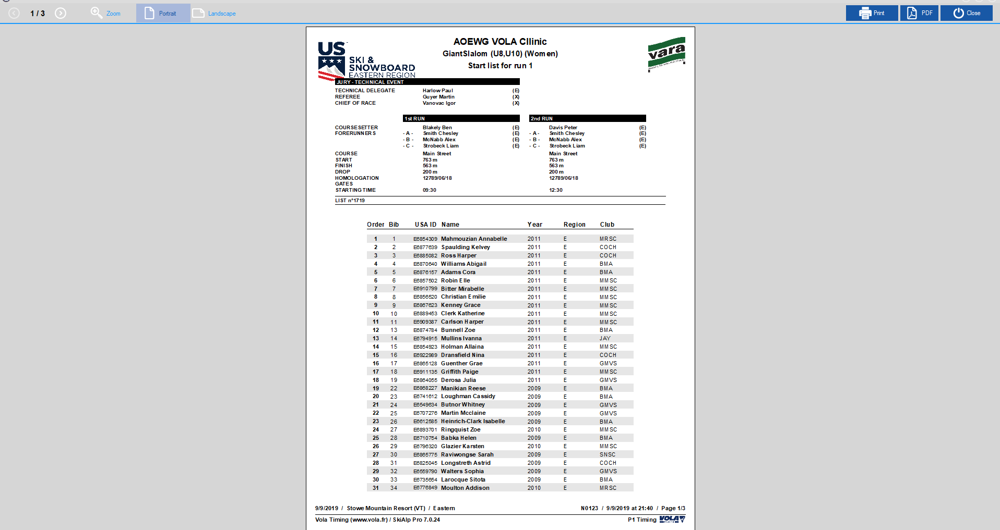 1 / 3 Zoom Portrait Landscape Print PDF Close
AOEWG VOLA Cllinic
GiantSlalom (U8,U10) (Women)
Start list for run 1
US
SKI &
SNOWBOARD
EASTERN REGION
vara
JURY - TECHNICAL EVENT
TECHNICAL DELEGATE Harlow Paul (E)
REFEREE Guyer Martin (X)
CHIEF OF RACE Vanovac Igor (X)
1st RUN 2nd RUN
COURSESETTER Blakely Ben (E) Davis Peter (E)
FORERUNNERS - A - Smith Chesley (E) - A - Smith Chesley (E)
- B - McNabb Alex (E) - B - McNabb Alex (E)
- C - Strobeck Liam (E) - C - Strobeck Liam (E)
COURSE Main Street Main Street
START 763 m 763 m
FINISH 563 m 563 m
DROP 200 m 200 m
HOMOLOGATION 12789/06/18 12789/06/18
GATES
STARTING TIME 09:30 12:30
LIST n°1719
Order Bib USA ID Name Year Region Club
1 1 E6854309 Mahmouzian Annabelle 2011 E MRSC
2 2 E6877639 Spaulding Kelvey 2011 E COCH
3 3 E6885082 Ross Harper 2011 E COCH
4 4 E6870640 Williams Abigail 2011 E BMA
5 5 E6876157 Adams Cora 2011 E BMA
6 6 E6857502 Robin Elle 2011 E MMSC
7 7 E6910799 Bitter Mirabelle 2011 E MMSC
8 8 E6856520 Christian Emilie 2011 E MMSC
9 9 E6867623 Kenney Grace 2011 E MMSC
10 10 E6889453 Clerk Katherine 2011 E MMSC
11 11 E6909387 Carlson Harper 2011 E MMSC
12 13 E6874784 Bunnell Zoe 2011 E BMA
13 14 E6794915 Mullins Ivanna 2011 E JAY
14 15 E6854923 Holman Allaina 2011 E MMSC
15 16 E6922989 Dransfield Nina 2011 E COCH
16 17 E6865128 Guenther Grae 2011 E GMVS
17 18 E6911135 Griffith Paige 2011 E MMSC
18 19 E6864055 Derosa Julia 2011 E GMVS
19 22 E6868227 Manikian Reese 2009 E BMA
20 23 E6741612 Loughman Cassidy 2009 E BMA
21 24 E6549634 Butnor Whitney 2009 E GMVS
22 25 E6707276 Martin Mcclaine 2009 E GMVS
23 26 E6612585 Heinrich-Clark Isabelle 2009 E BMA
24 27 E6893701 Ringquist Zoe 2010 E MMSC
25 28 E6710754 Babka Helen 2009 E BMA
26 29 E6796320 Glazier Karsten 2010 E MMSC
27 30 E6865775 Raviwongse Sarah 2009 E SNSC
28 31 E6825045 Longstreth Astrid 2009 E COCH
29 32 E6559790 Walters Sophia 2009 E GMVS
30 33 E6735654 Larocque Sitota 2009 E BMA
31 34 E6776849 Moulton Addison 2010 E MRSC
9/9/2019 / Stowe Mountain Resort (VT) / Eastern N0123 / 9/9/2019 at 21:40 / Page 1/3
Vola Timing (www.vola.fr) / SkiAlp Pro 7.0.24 P1 Timing VOLA